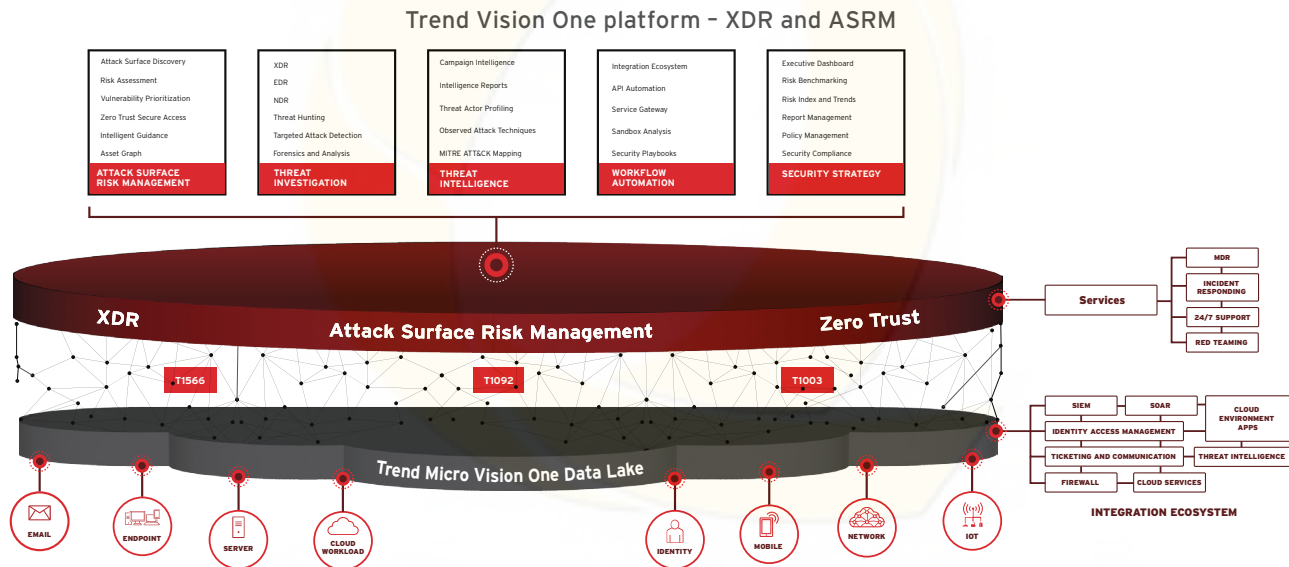 Trend Vision One platform – XDR and ASRM
Attack Surface Discovery
Risk Assessment
Vulnerability Prioritization
Zero Trust Secure Access
Intelligent Guidance
Asset Graph
ATTACK SURFACE
RISK MANAGEMENT
XDR
EDR
NDR
Threat Hunting
Targeted Attack Detection
Forensics and Analysis
THREAT
INVESTIGATION
Campaign Intelligence
Intelligence Reports
Threat Actor Profiling
Observed Attack Techniques
MITRE ATT&CK Mapping
THREAT
INTELLIGENCE
Integration Ecosystem
API Automation
Service Gateway
Sandbox Analysis
Security Playbooks
WORKFLOW
AUTOMATION
Executive Dashboard
Risk Benchmarking
Risk Index and Trends
Report Management
Policy Management
Security Compliance
SECURITY STRATEGY
XDR
Attack Surface Risk Management
Zero Trust
Services
MDR
INCIDENT
RESPONDING
24/7 SUPPORT
RED TEAMING
T1566
T1092
T1003
Trend Micro Vision One Data Lake
SIEM
SOAR
CLOUD
ENVIRONMENT
APPS
IDENTITY ACCESS MANAGEMENT
TICKETING AND COMMUNICATION
THREAT INTELLIGENCE
FIREWALL
CLOUD SERVICES
INTEGRATION ECOSYSTEM
EMAIL
ENDPOINT
SERVER
CLOUD
WORKLOAD
IDENTITY
MOBILE
NETWORK
IOT